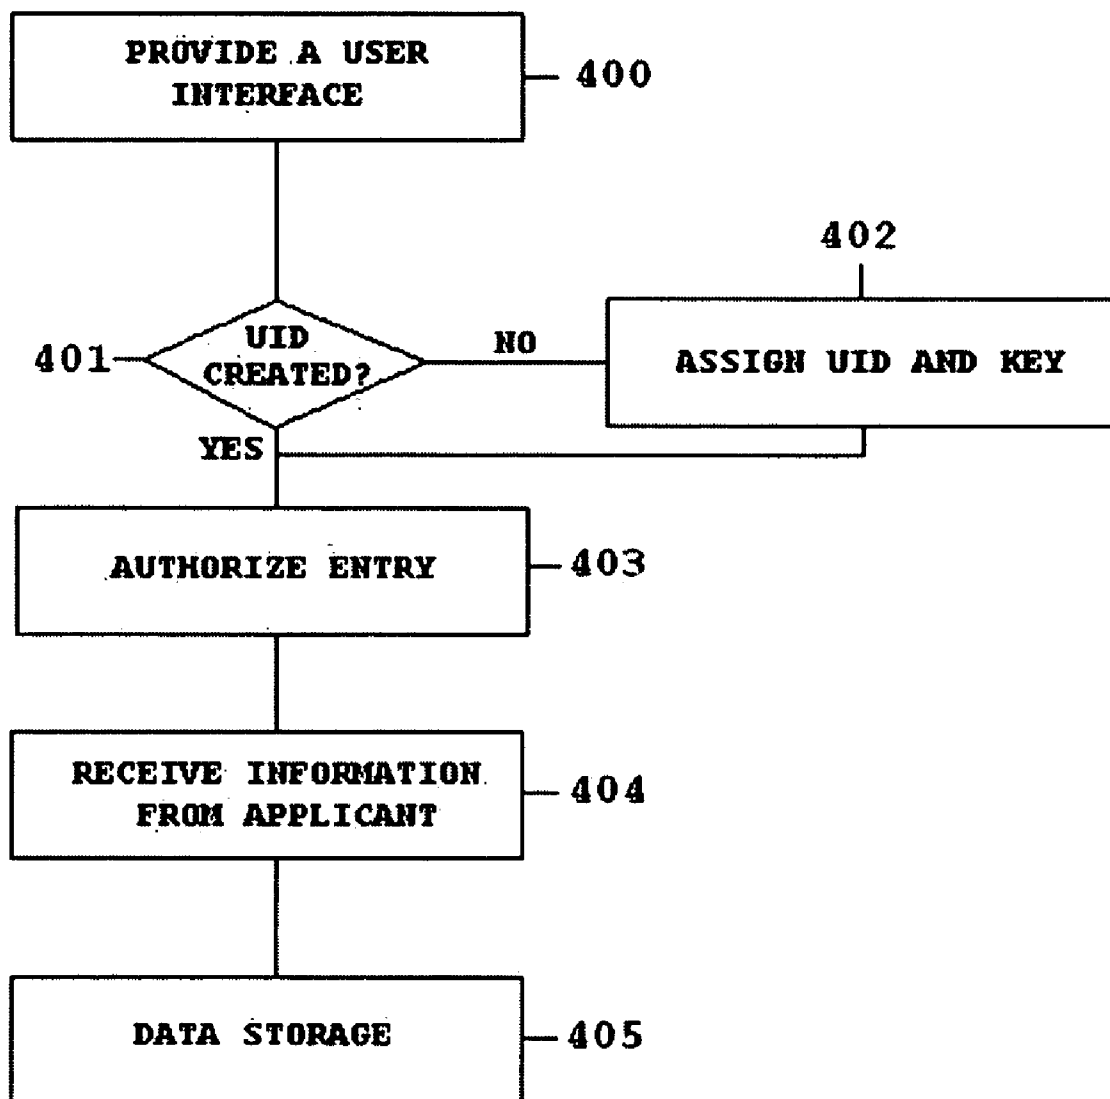 PROVIDE A USER
INTERFACE
400
402
UID
CREATED?
401
NO
ASSIGN UID AND KEY
YES
AUTHORIZE ENTRY
403
RECEIVE INFORMATION
FROM APPLICANT
404
DATA STORAGE
405